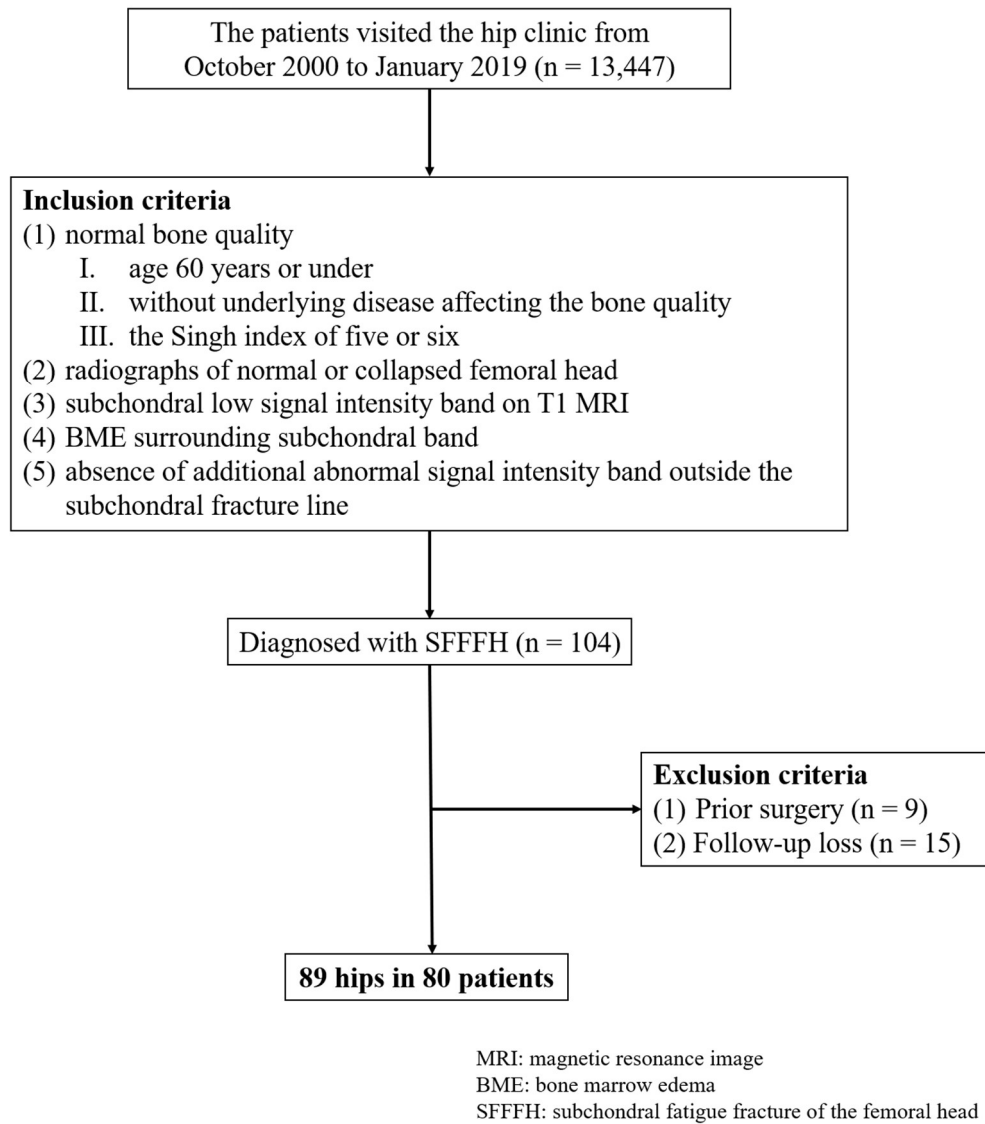 The patients visited the hip clinic from
October 2000 to January 2019 (n = 13,447)
Inclusion criteria
(1) normal bone quality
I. age 60 years or under
II. without underlying disease affecting the bone quality
III. the Singh index of five or six
(2) radiographs of normal or collapsed femoral head
(3) subchondral low signal intensity band on T1 MRI
(4) BME surrounding subchondral band
(5) absence of additional abnormal signal intensity band outside the
subchondral fracture line
Diagnosed with SFFFH (n = 104)
Exclusion criteria
(1) Prior surgery (n = 9)
(2) Follow-up loss (n = 15)
89 hips in 80 patients
MRI: magnetic resonance image
BME: bone marrow edema
SFFFH: subchondral fatigue fracture of the femoral head